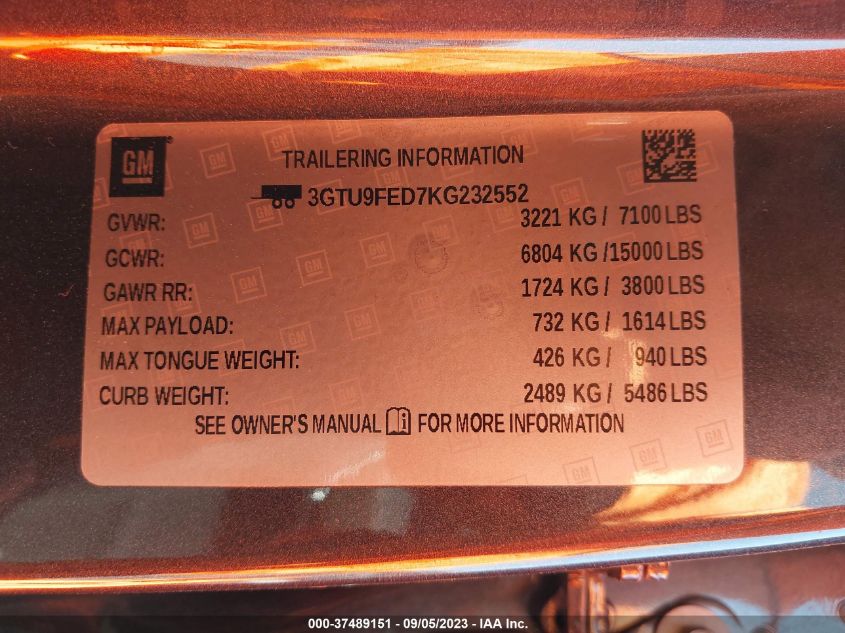 GM
TRAILERING INFORMATION
3GTU9FED7KG232552
GVWR: 3221 KG / 7100 LBS
GCWR: 6804 KG /15000 LBS
GAWR RR: 1724 KG / 3800 LBS
MAX PAYLOAD: 732 KG / 1614 LBS
MAX TONGUE WEIGHT: 426 KG / 940 LBS
CURB WEIGHT: 2489 KG / 5486 LBS
SEE OWNER'S MANUAL FOR MORE INFORMATION
000-37489151 - 09/05/2023 - IAA Inc.